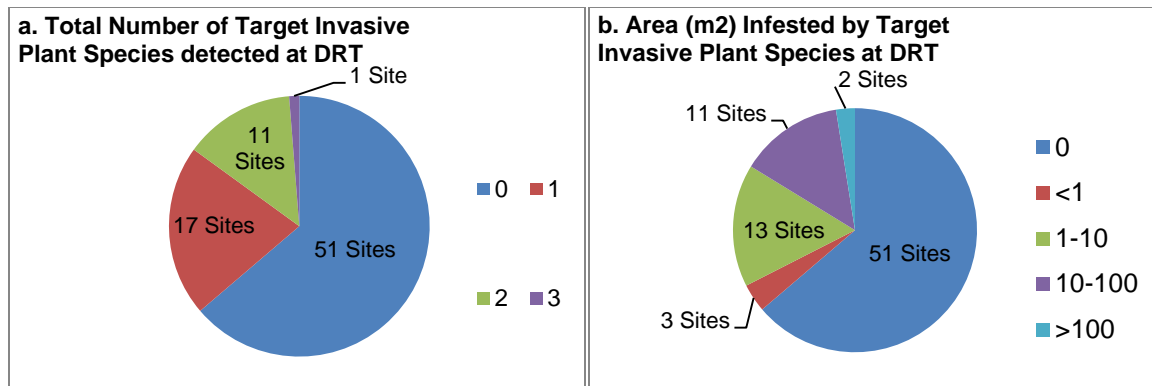 a. Total Number of Target Invasive
Plant Species detected at DRT
1 Site
11
Sites
17 Sites
51 Sites
0 1
2 3
b. Area (m2) Infested by Target
Invasive Plant Species at DRT
2 Sites
11 Sites
13 Sites
51 Sites
3 Sites
0
<1
1-10
10-100
>100